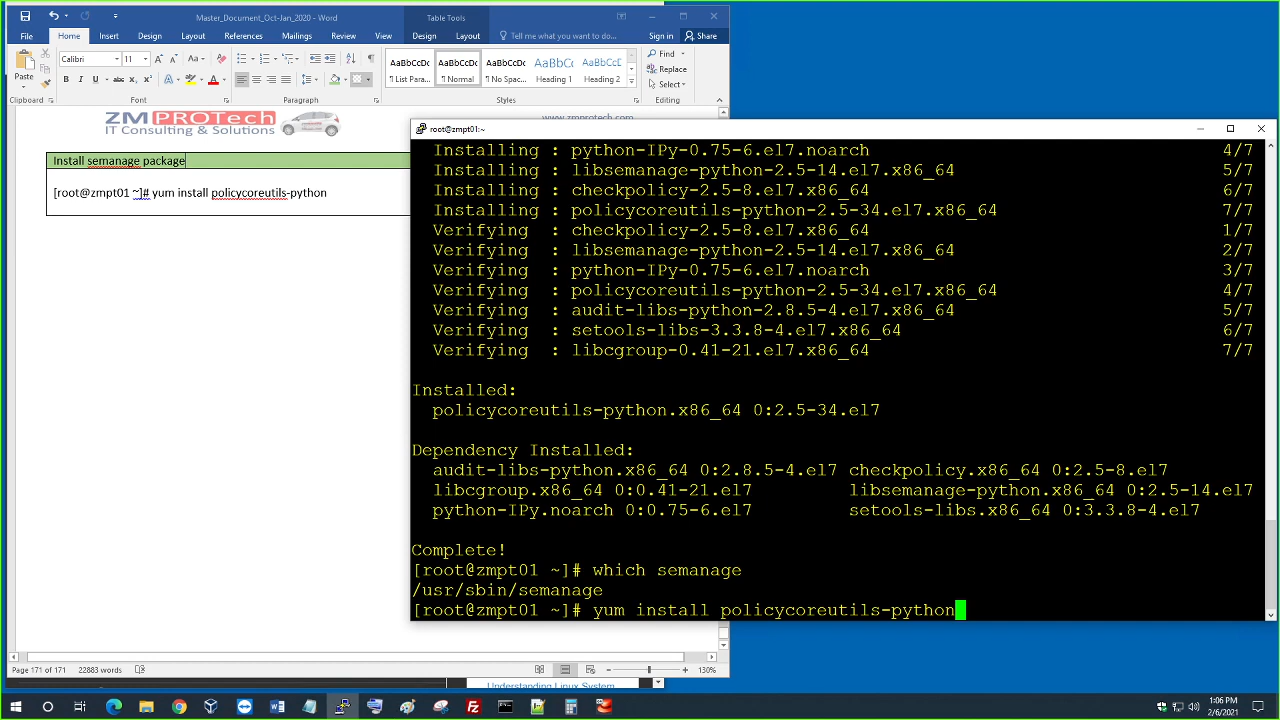 Master_Document_Oct-Jan_2020 - Word
Table Tools
File
Home
Insert
Design
Layout
References
Mailings
Review
View
Design
Layout
Tell me what you want to do...
Sign in
Share
Paste
Clipboard
Calibri
11
Font
Paragraph
AaBbCcDc
¶ List Para...
AaBbCcDc
¶ Normal
AaBbCcDc
¶ No Spac...
AaBbCc
Heading 1
AaBbCcD
Heading 2
Styles
Find
Replace
Select
Editing
ZMPROTech
IT Consulting & Solutions
www.zmprotech.com
Install semanage package
[root@zmpt01 ~]# yum install policycoreutils-python
root@zmpt01:~
Installing : python-IPy-0.75-6.el7.noarch 4/7
Installing : libsemanage-python-2.5-14.el7.x86_64 5/7
Installing : checkpolicy-2.5-8.el7.x86_64 6/7
Installing : policycoreutils-python-2.5-34.el7.x86_64 7/7
Verifying : checkpolicy-2.5-8.el7.x86_64 1/7
Verifying : libsemanage-python-2.5-14.el7.x86_64 2/7
Verifying : python-IPy-0.75-6.el7.noarch 3/7
Verifying : policycoreutils-python-2.5-34.el7.x86_64 4/7
Verifying : audit-libs-python-2.8.5-4.el7.x86_64 5/7
Verifying : setools-libs-3.3.8-4.el7.x86_64 6/7
Verifying : libcgroup-0.41-21.el7.x86_64 7/7
Installed:
policycoreutils-python.x86_64 0:2.5-34.el7
Dependency Installed:
audit-libs-python.x86_64 0:2.8.5-4.el7 checkpolicy.x86_64 0:2.5-8.el7
libcgroup.x86_64 0:0.41-21.el7 libsemanage-python.x86_64 0:2.5-14.el7
python-IPy.noarch 0:0.75-6.el7 setools-libs.x86_64 0:3.3.8-4.el7
Complete!
[root@zmpt01 ~]# which semanage
/usr/sbin/semanage
[root@zmpt01 ~]# yum install policycoreutils-python
Page 171 of 171
22883 words
130%
Understanding Linux System
1:06 PM
2/6/2021